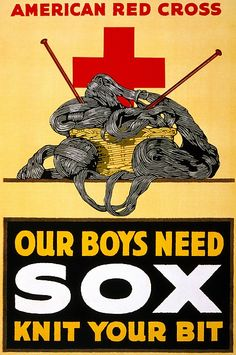 AMERICAN RED CROSS
OUR BOYS NEED
SOX
KNIT YOUR BIT